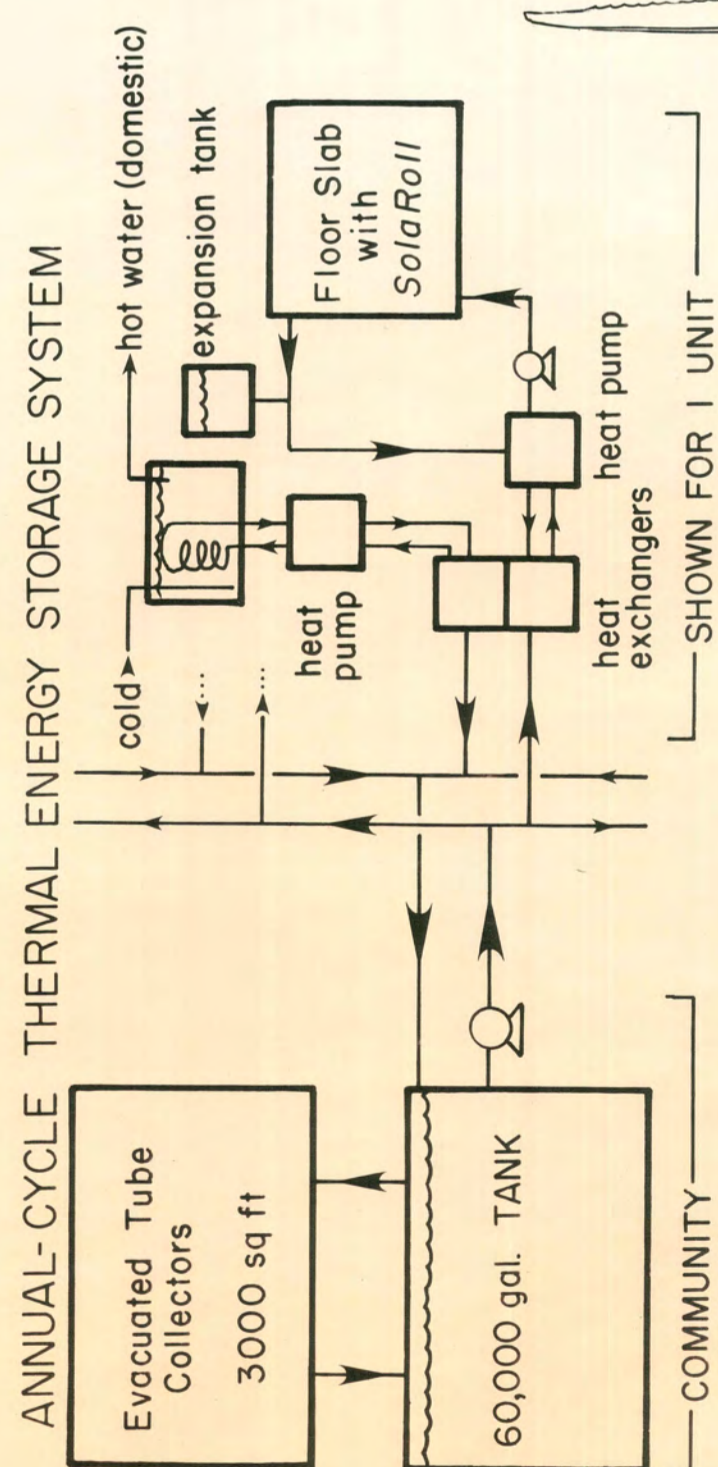 ANNUAL-CYCLE THERMAL ENERGY STORAGE SYSTEM
Evacuated Tube
Collectors
3000 sq ft
60,000 gal. TANK
COMMUNITY
cold
hot water (domestic)
expansion tank
heat
pump
Floor Slab
with
SolaRoll
heat
exchangers
heat pump
SHOWN FOR 1 UNIT